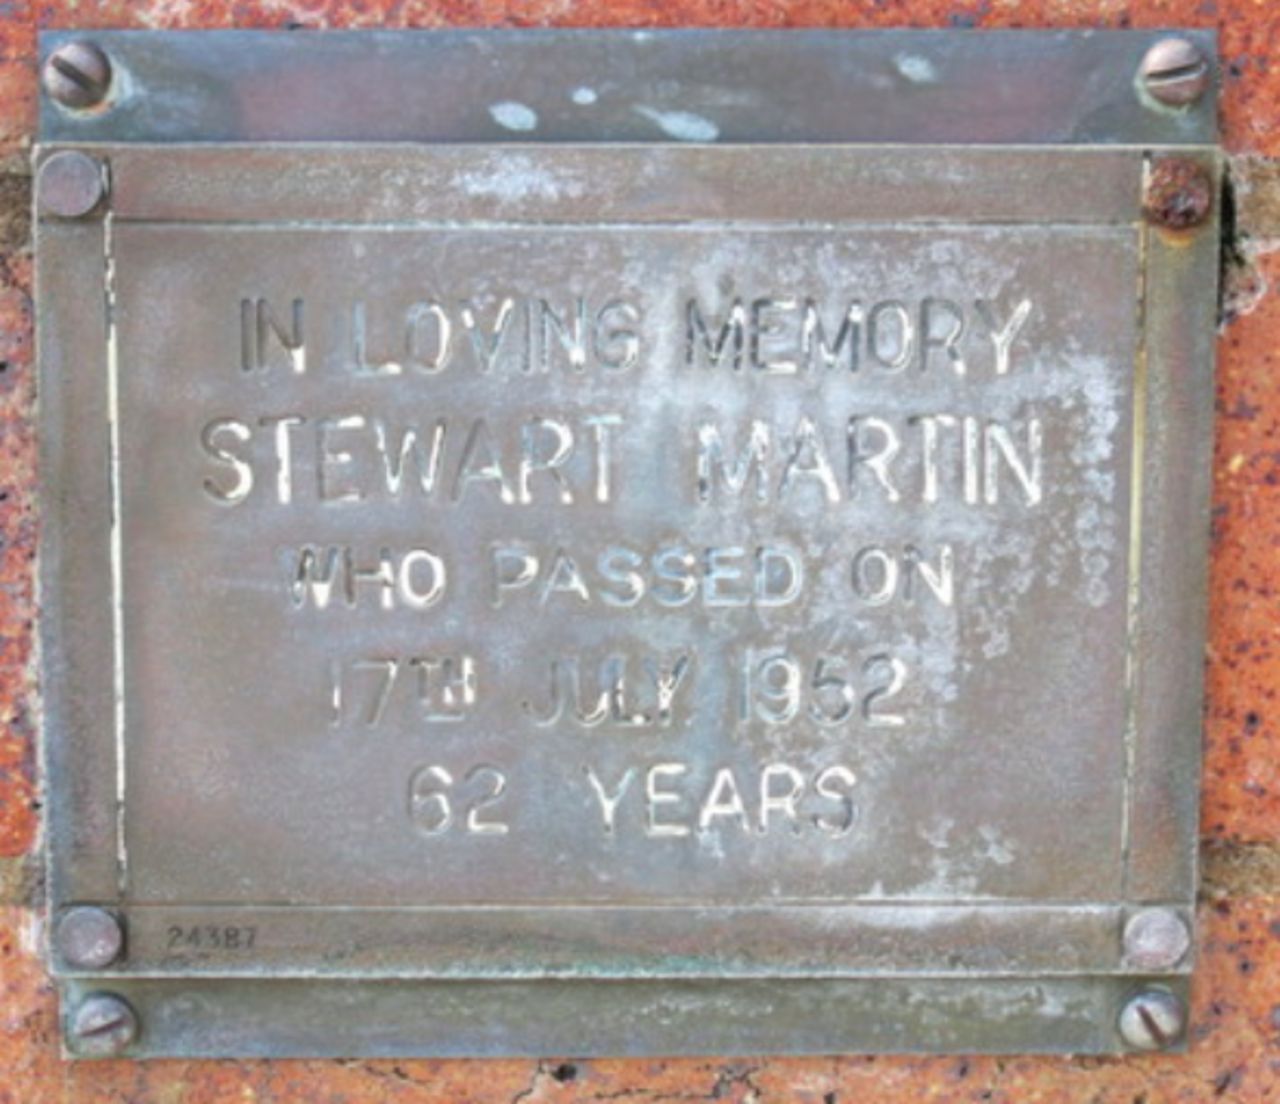 IN LOVING MEMORY
STEWART MARTIN
WHO PASSED ON
17TH JULY 1952
62 YEARS
24387